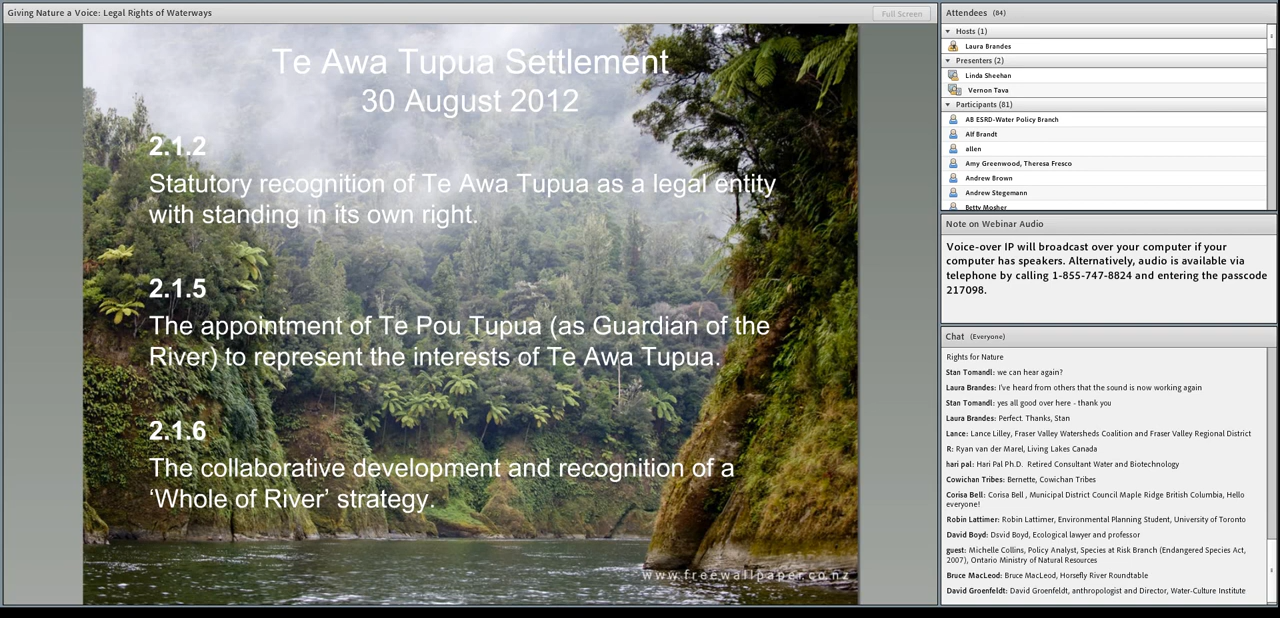 Giving Nature a Voice: Legal Rights of Waterways
Full Screen
Te Awa Tupua Settlement
30 August 2012
2.1.2
Statutory recognition of Te Awa Tupua as a legal entity
with standing in its own right.
2.1.5
The appointment of Te Pou Tupua (as Guardian of the
River) to represent the interests of Te Awa Tupua.
2.1.6
The collaborative development and recognition of a
‘Whole of River’ strategy.
www.freewallpaper.co.nz
Attendees (84)
Hosts (1)
Laura Brandes
Presenters (2)
Linda Sheehan
Vernon Tava
Participants (81)
AB ESRD-Water Policy Branch
Alf Brandt
allen
Amy Greenwood, Theresa Fresco
Andrew Brown
Andrew Stegemann
Betty Mosher
Note on Webinar Audio
Voice-over IP will broadcast over your computer if your
computer has speakers. Alternatively, audio is available via
telephone by calling 1-855-747-8824 and entering the passcode
217098.
Chat (Everyone)
Rights for Nature
Stan Tomandl: we can hear again?
Laura Brandes: I've heard from others that the sound is now working again
Stan Tomandl: yes all good over here - thank you
Laura Brandes: Perfect. Thanks, Stan
Lance: Lance Lilley, Fraser Valley Watersheds Coalition and Fraser Valley Regional District
R: Ryan van der Marel, Living Lakes Canada
hari pal: Hari Pal Ph.D. Retired Consultant Water and Biotechnology
Cowichan Tribes: Bernette, Cowichan Tribes
Corisa Bell: Corisa Bell , Municipal District Council Maple Ridge British Columbia, Hello
everyone!
Robin Lattimer: Robin Lattimer, Environmental Planning Student, University of Toronto
David Boyd: Dsvid Boyd, Ecological lawyer and professor
guest: Michelle Collins, Policy Analyst, Species at Risk Branch (Endangered Species Act,
2007), Ontario Ministry of Natural Resources
Bruce MacLeod: Bruce MacLeod, Horsefly River Roundtable
David Groenfeldt: David Groenfeldt, anthropologist and Director, Water-Culture Institute